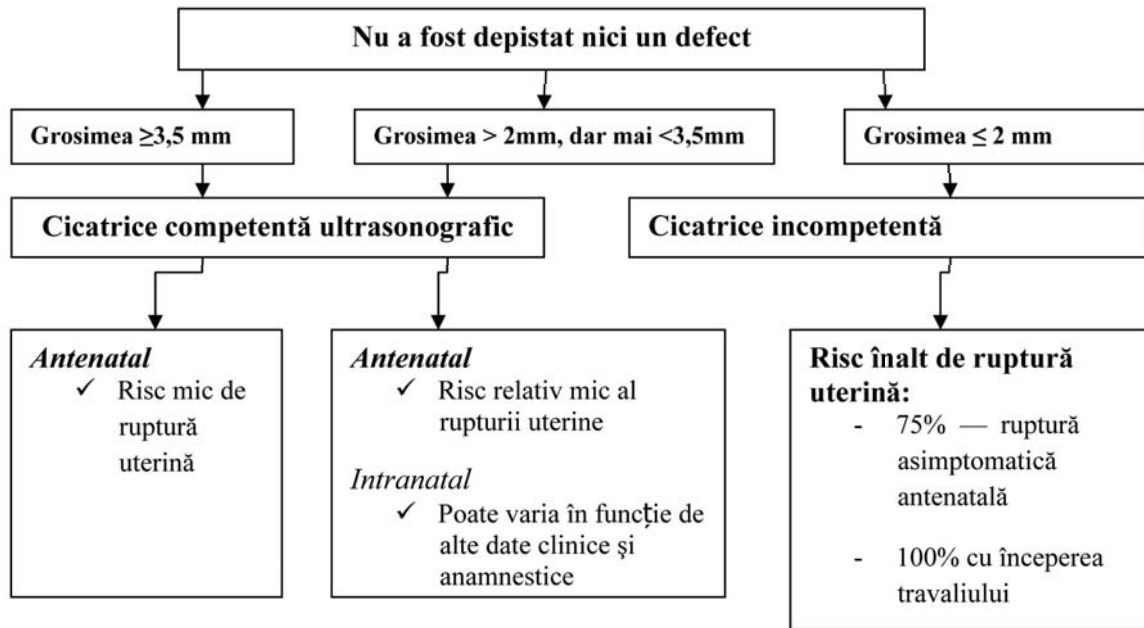 Nu a fost depistat nici un defect
Grosimea ≥3,5 mm
Grosimea > 2mm, dar mai <3,5mm
Grosimea ≤ 2 mm
Cicatrice competentă ultrasonografic
Cicatrice incompetentă
Antenatal
✓ Risc mic de
ruptură
uterină
Antenatal
✓ Risc relativ mic al
rupturii uterine
Intranatal
✓ Poate varia în funcție de
alte date clinice şi
anamnestice
Risc înalt de ruptură
uterină:
- 75% — ruptură
asimptomatică
antenatală
- 100% cu începerea
travaliului